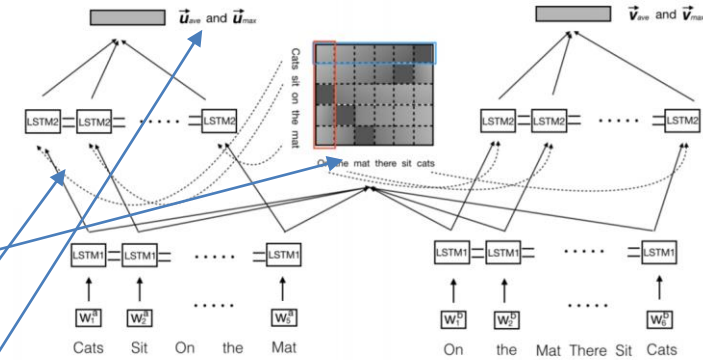 u_ave and u_max
v_ave and v_max
Cats sit on the mat
LSTM2 = LSTM2 = ..... LSTM2
LSTM2 = LSTM2 = ..... = LSTM2
the mat there sit cats
LSTM1 = LSTM1 = ..... = LSTM1
LSTM1 = LSTM1 = ..... = LSTM1
W₁ᵃ W₂ᵃ ..... W₅ᵃ
W₁ᵇ W₂ᵇ ..... W₆ᵇ
Cats Sit On the Mat
On the Mat There Sit Cats